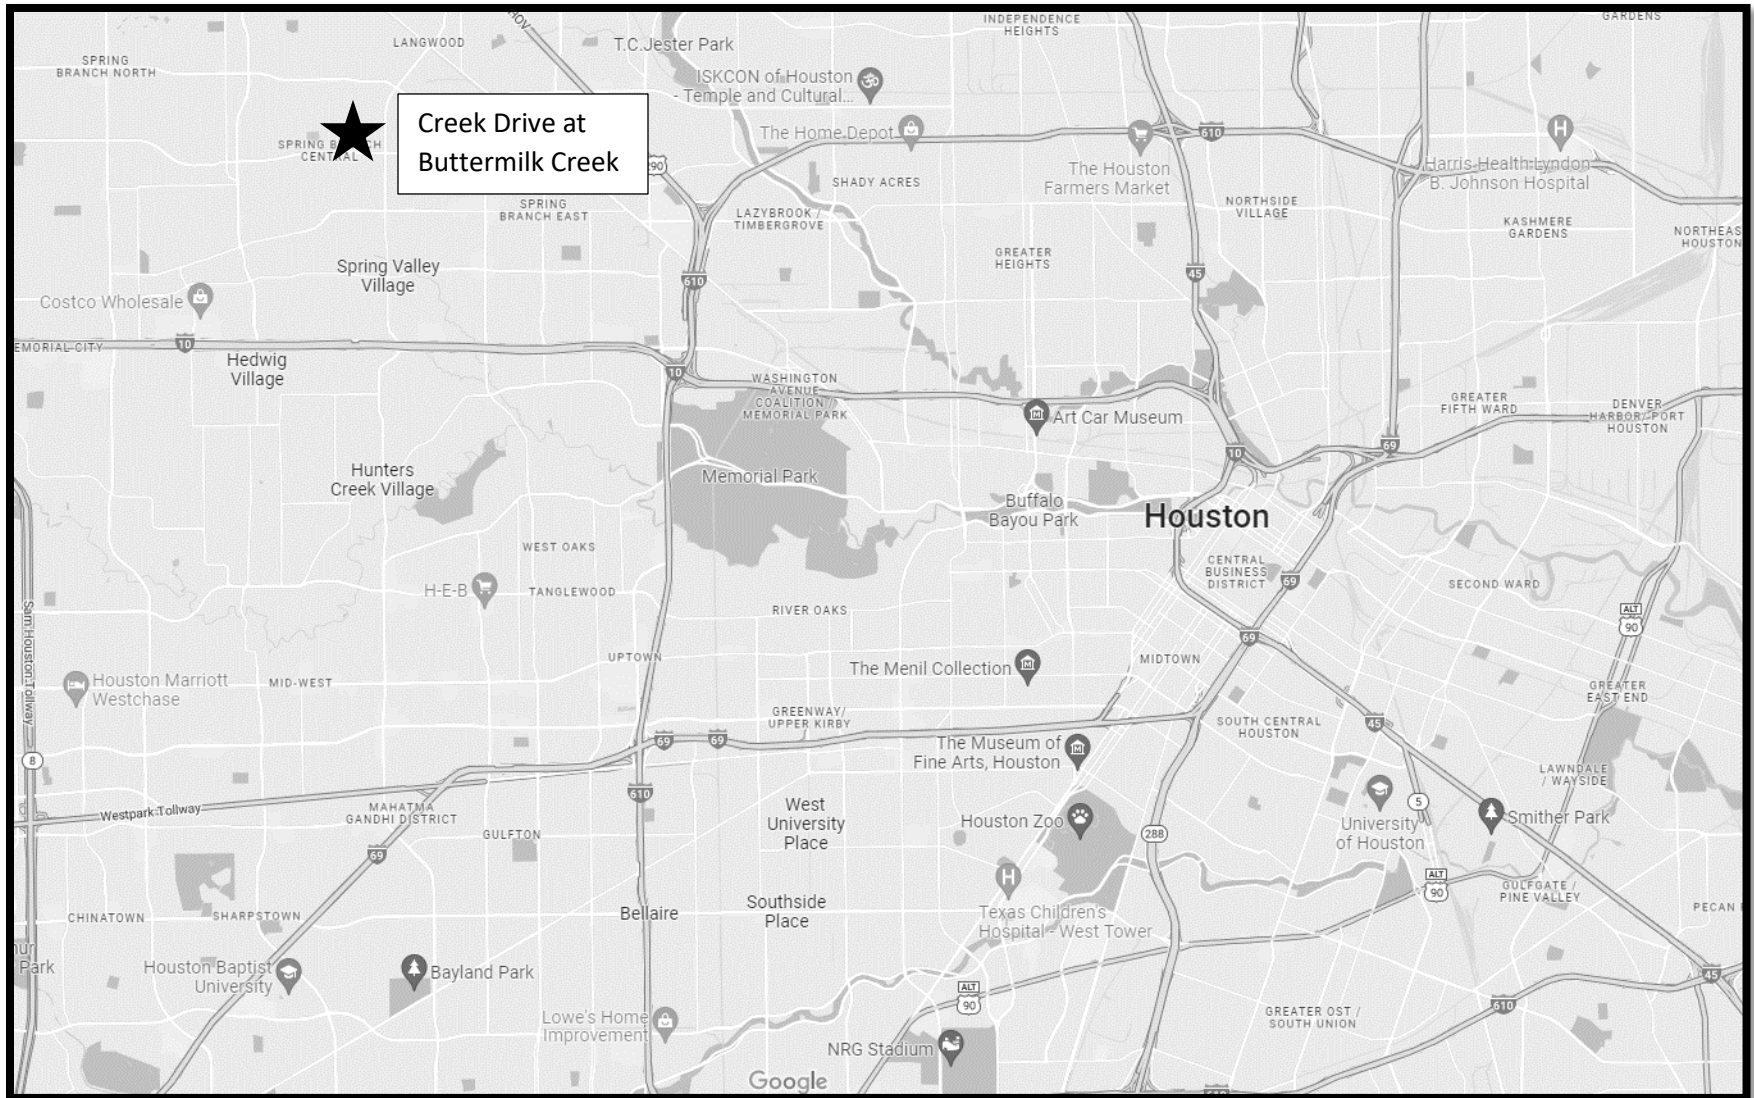 HOV
LANGWOOD
INDEPENDENCE
HEIGHTS
GARDENS
T.C.Jester Park
SPRING
BRANCH NORTH
ISKCON of Houston
- Temple and Cultural...
Creek Drive at
Buttermilk Creek
The Home Depot
610
SPRING
CENTRAL
90
The Houston
Farmers Market
Harris Health Lyndon
B. Johnson Hospital
H
SHADY ACRES
SPRING
BRANCH EAST
LAZYBROOK /
TIMBERGROVE
NORTHSIDE
VILLAGE
KASHMERE
GARDENS
NORTHEAS
HOUSTON
GREATER
HEIGHTS
Spring Valley
Village
610
45
Costco Wholesale
EMORIAL CITY
10
Hedwig
Village
10
WASHINGTON
AVENUE
COALITION /
MEMORIAL PARK
Art Car Museum
GREATER
FIFTH WARD
DENVER
HARBOR/ PORT
HOUSTON
69
10
Hunters
Creek Village
Memorial Park
Buffalo
Bayou Park
Houston
WEST OAKS
CENTRAL
BUSINESS
DISTRICT
69
SECOND WARD
H-E-B
TANGLEWOOD
RIVER OAKS
ALT
90
Sam Houston Tollway
69
UPTOWN
The Menil Collection
MIDTOWN
Houston Marriott
Westchase
MID-WEST
GREATER
EAST END
GREENWAY/
UPPER KIRBY
SOUTH CENTRAL
HOUSTON
45
69
69
The Museum of
Fine Arts, Houston
8
LAWNDALE
/ WAYSIDE
610
Westpark Tollway
MAHATMA
GANDHI DISTRICT
West
University
Place
Houston Zoo
University
of Houston
5
Smither Park
GULFTON
288
69
H
ALT
90
GULFGATE /
PINE VALLEY
CHINATOWN
SHARPSTOWN
Bellaire
Southside
Place
Texas Children's
Hospital - West Tower
PECAN
Park
Houston Baptist
University
Bayland Park
45
ALT
90
610
Lowe's Home
Improvement
GREATER OST /
SOUTH UNION
NRG Stadium
Google
610